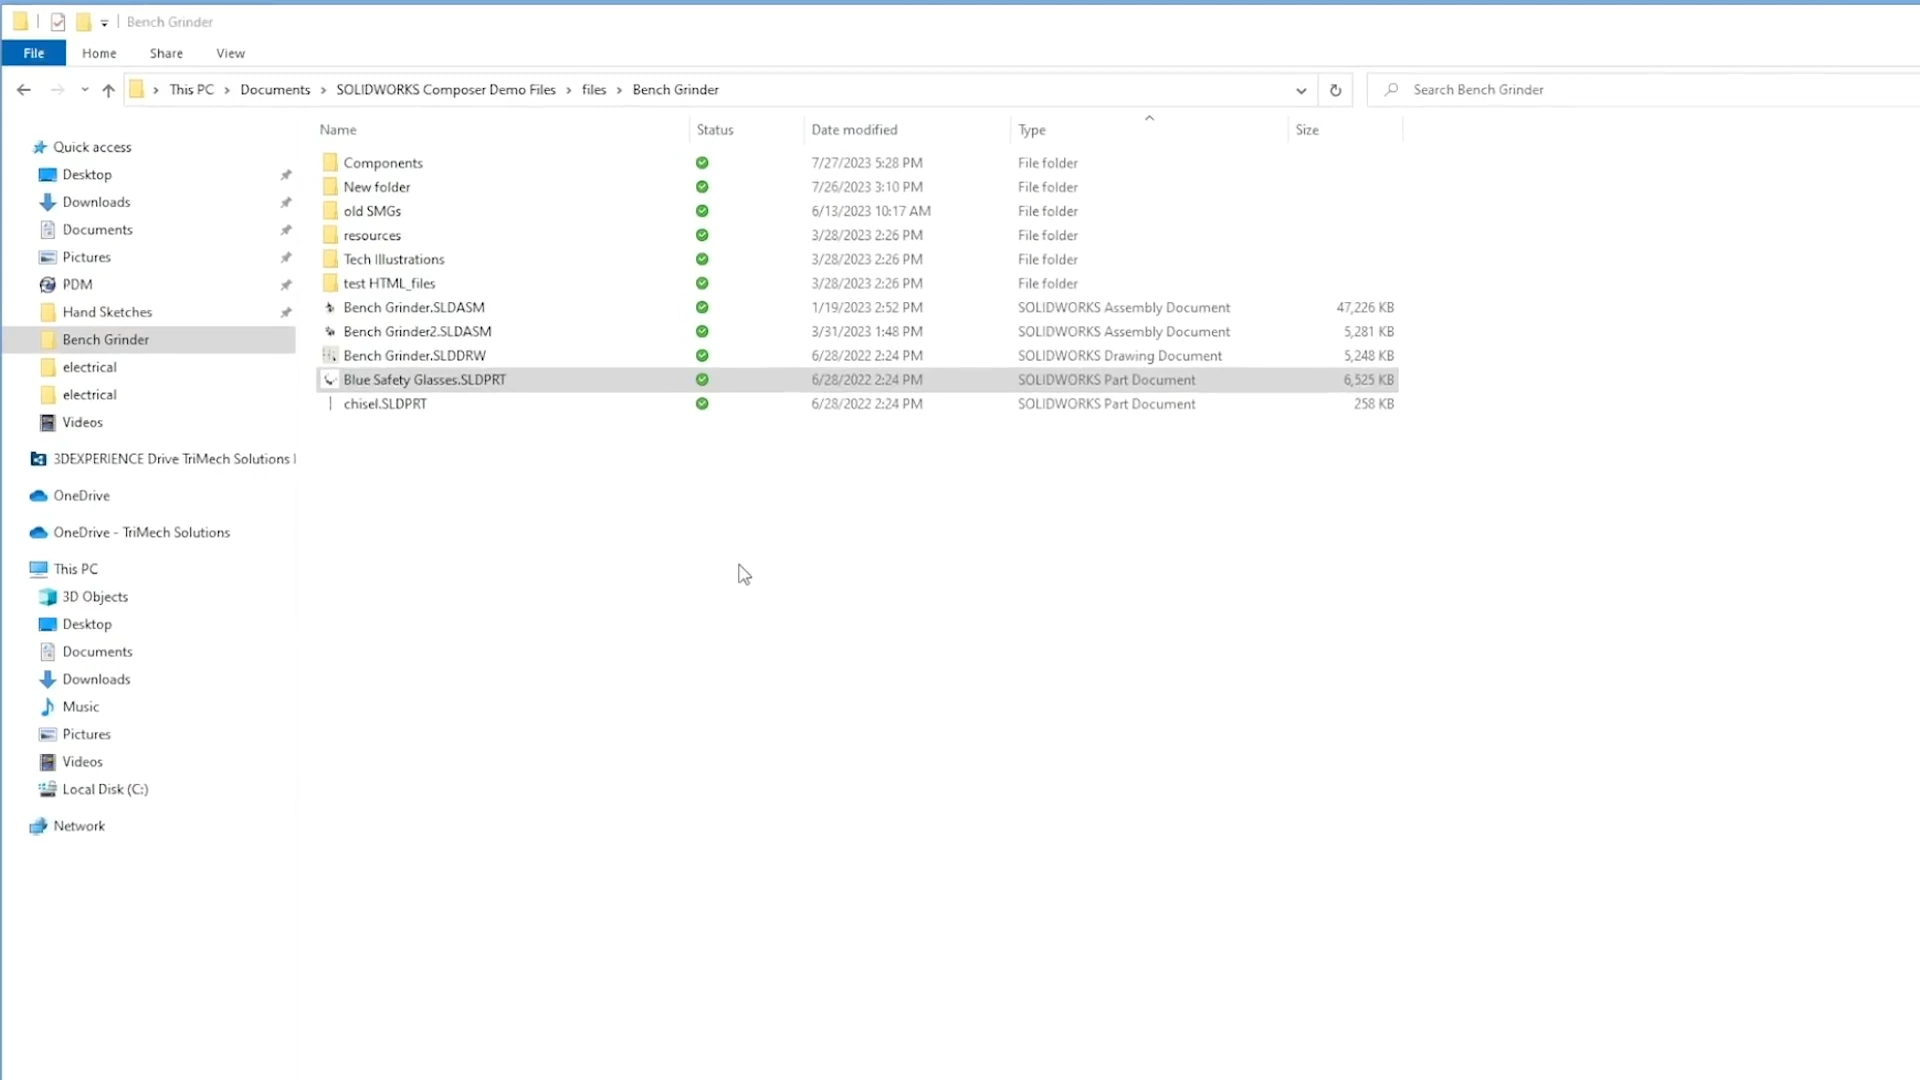 Bench Grinder
File Home Share View
This PC Documents SOLIDWORKS Composer Demo Files files Bench Grinder Search Bench Grinder
Name Status Date modified Type Size
Quick access
Desktop
Downloads
Documents
Pictures
PDM
Hand Sketches
Bench Grinder
electrical
electrical
Videos
3DEXPERIENCE Drive TriMech Solutions
OneDrive
OneDrive - TriMech Solutions
This PC
3D Objects
Desktop
Documents
Downloads
Music
Pictures
Videos
Local Disk (C:)
Network
Components 7/27/2023 5:28 PM File folder
New folder 7/26/2023 3:10 PM File folder
old SMGs 6/13/2023 10:17 AM File folder
resources 3/28/2023 2:26 PM File folder
Tech Illustrations 3/28/2023 2:26 PM File folder
test HTML_files 3/28/2023 2:26 PM File folder
Bench Grinder.SLDASM 1/19/2023 2:52 PM SOLIDWORKS Assembly Document 47,226 KB
Bench Grinder2.SLDASM 3/31/2023 1:48 PM SOLIDWORKS Assembly Document 5,281 KB
Bench Grinder.SLDDRW 6/28/2022 2:24 PM SOLIDWORKS Drawing Document 5,248 KB
Blue Safety Glasses.SLDPRT 6/28/2022 2:24 PM SOLIDWORKS Part Document 6,525 KB
chisel.SLDPRT 6/28/2022 2:24 PM SOLIDWORKS Part Document 258 KB